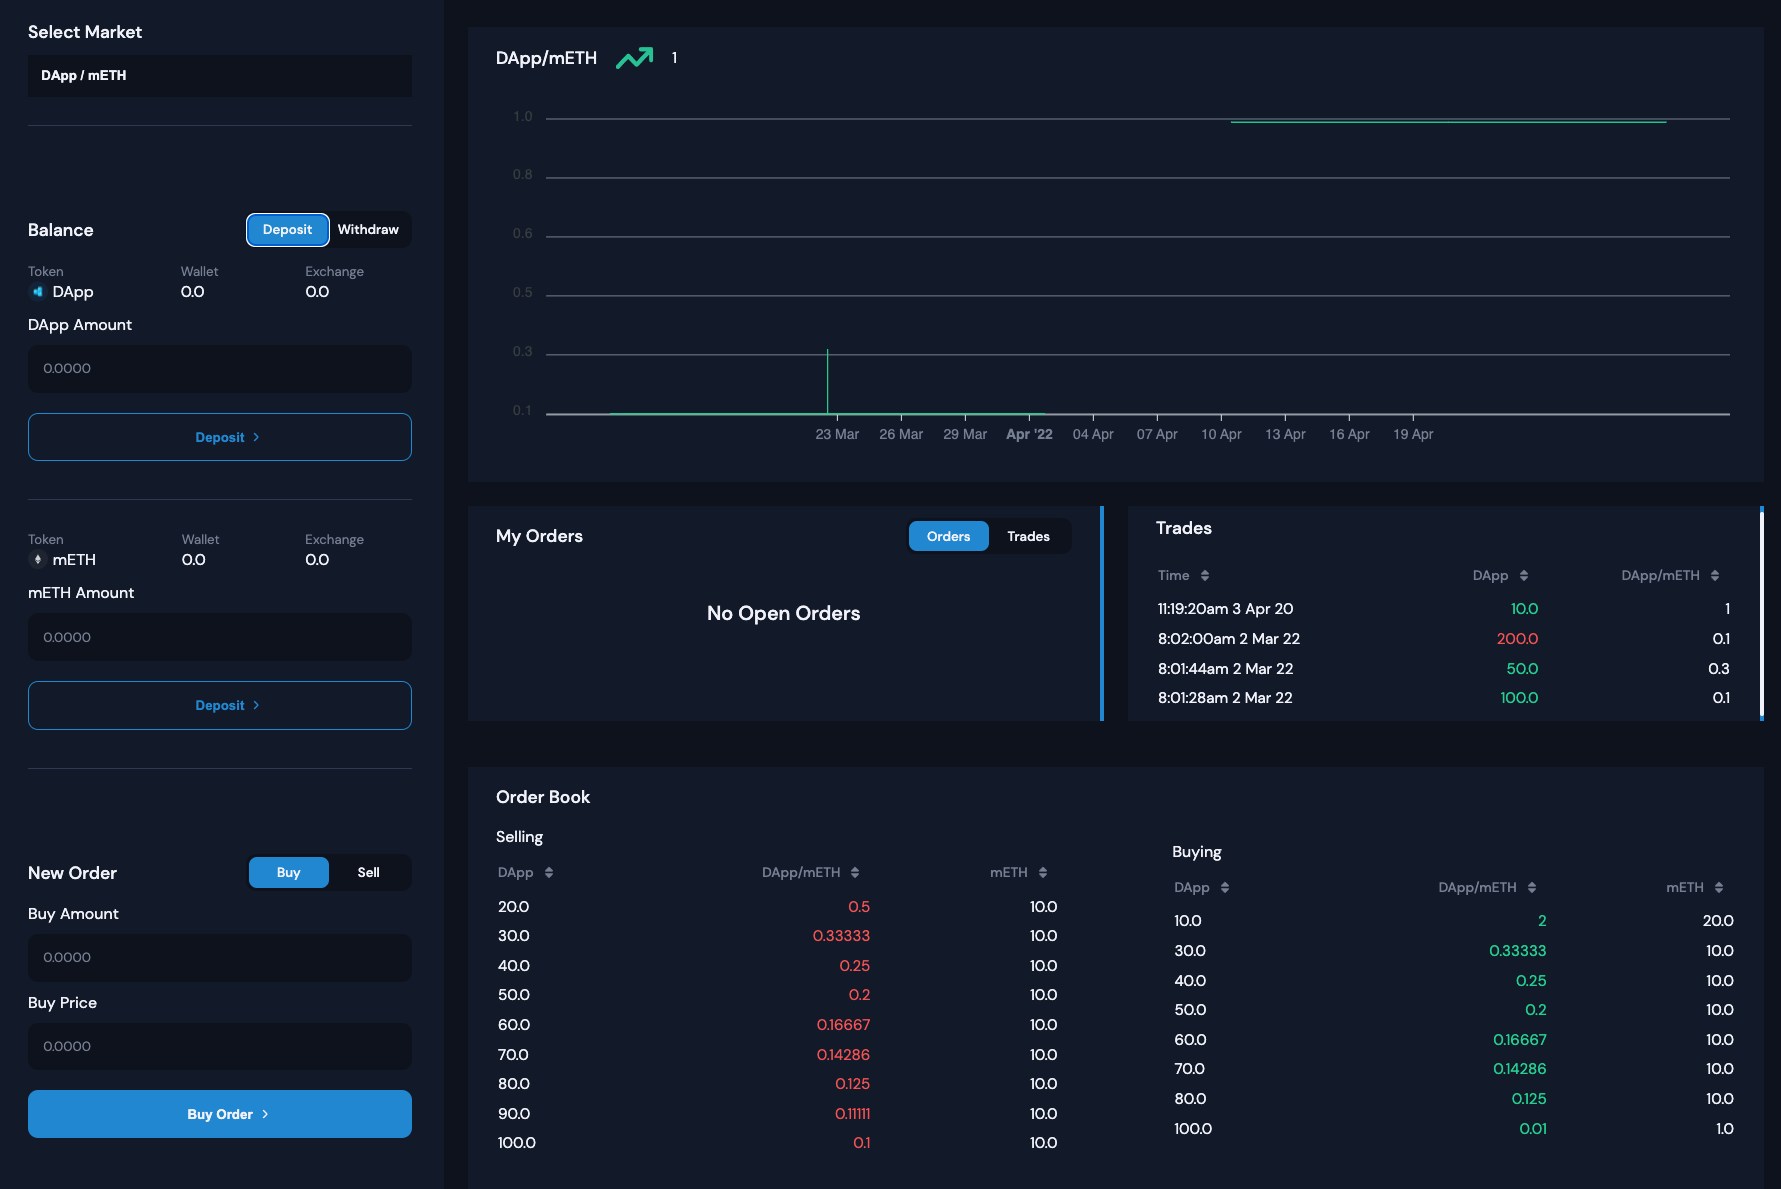 Select Market
DApp / mETH
Balance
Deposit Withdraw
Token Wallet Exchange
DApp 0.0 0.0
DApp Amount
0.0000
Deposit >
Token Wallet Exchange
mETH 0.0 0.0
mETH Amount
0.0000
Deposit >
New Order
Buy Sell
Buy Amount
0.0000
Buy Price
0.0000
Buy Order >
DApp/mETH 1
1.0
0.8
0.6
0.5
0.3
0.1
23 Mar 26 Mar 29 Mar Apr '22 04 Apr 07 Apr 10 Apr 13 Apr 16 Apr 19 Apr
My Orders
Orders Trades
No Open Orders
Trades
Time DApp DApp/mETH
11:19:20am 3 Apr 20 10.0 1
8:02:00am 2 Mar 22 200.0 0.1
8:01:44am 2 Mar 22 50.0 0.3
8:01:28am 2 Mar 22 100.0 0.1
Order Book
Selling
DApp DApp/mETH mETH
20.0 0.5 10.0
30.0 0.33333 10.0
40.0 0.25 10.0
50.0 0.2 10.0
60.0 0.16667 10.0
70.0 0.14286 10.0
80.0 0.125 10.0
90.0 0.11111 10.0
100.0 0.1 10.0
Buying
DApp DApp/mETH mETH
10.0 2 20.0
30.0 0.33333 10.0
40.0 0.25 10.0
50.0 0.2 10.0
60.0 0.16667 10.0
70.0 0.14286 10.0
80.0 0.125 10.0
100.0 0.01 1.0